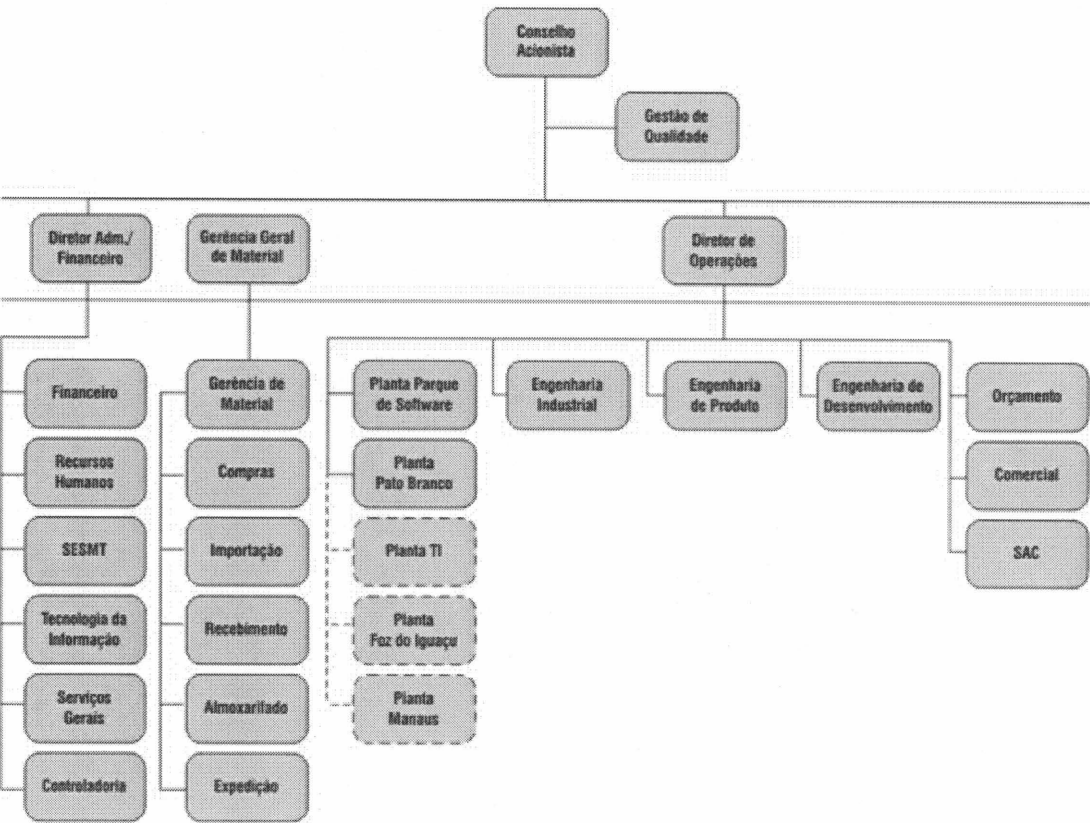 Conselho
Acionista
Gestão de
Qualidade
Diretor Adm./
Financeiro
Gerência Geral
de Material
Diretor de
Operações
Financeiro
Recursos
Humanos
SESMT
Tecnologia da
Informação
Serviços
Gerais
Controladoria
Gerência de
Material
Compras
Importação
Recebimento
Almoxarifado
Expedição
Planta Parque
de Software
Planta
Pato Branco
Planta TI
Planta
Foz do Iguaçu
Planta
Manaus
Engenharia
Industrial
Engenharia
de Produto
Engenharia de
Desenvolvimento
Orçamento
Comercial
SAC